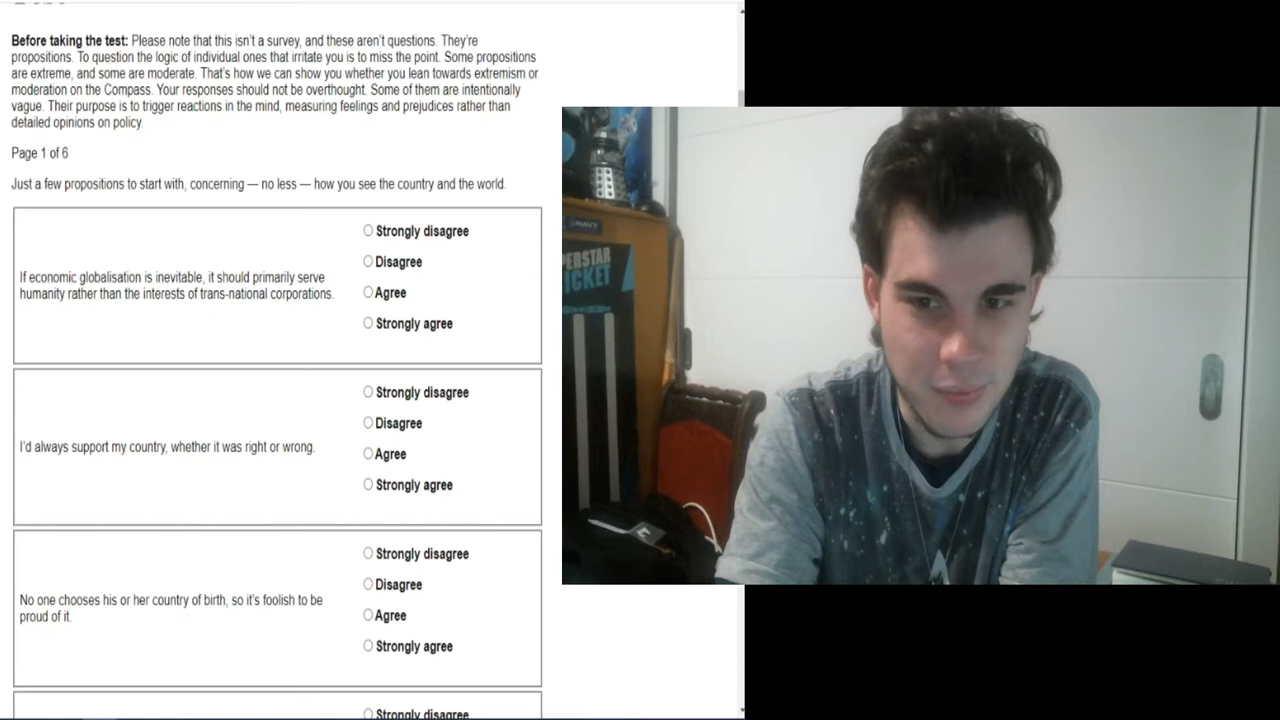 Before taking the test: Please note that this isn't a survey, and these aren't questions. They're
propositions. To question the logic of individual ones that irritate you is to miss the point. Some propositions
are extreme, and some are moderate. That's how we can show you whether you lean towards extremism or
moderation on the Compass. Your responses should not be overthought. Some of them are intentionally
vague. Their purpose is to trigger reactions in the mind, measuring feelings and prejudices rather than
detailed opinions on policy.
Page 1 of 6
Just a few propositions to start with, concerning — no less — how you see the country and the world.
If economic globalisation is inevitable, it should primarily serve
humanity rather than the interests of trans-national corporations.
Strongly disagree
Disagree
Agree
Strongly agree
I'd always support my country, whether it was right or wrong.
Strongly disagree
Disagree
Agree
Strongly agree
No one chooses his or her country of birth, so it's foolish to be
proud of it.
Strongly disagree
Disagree
Agree
Strongly agree
Strongly disagree
PERSTAR
ICKET